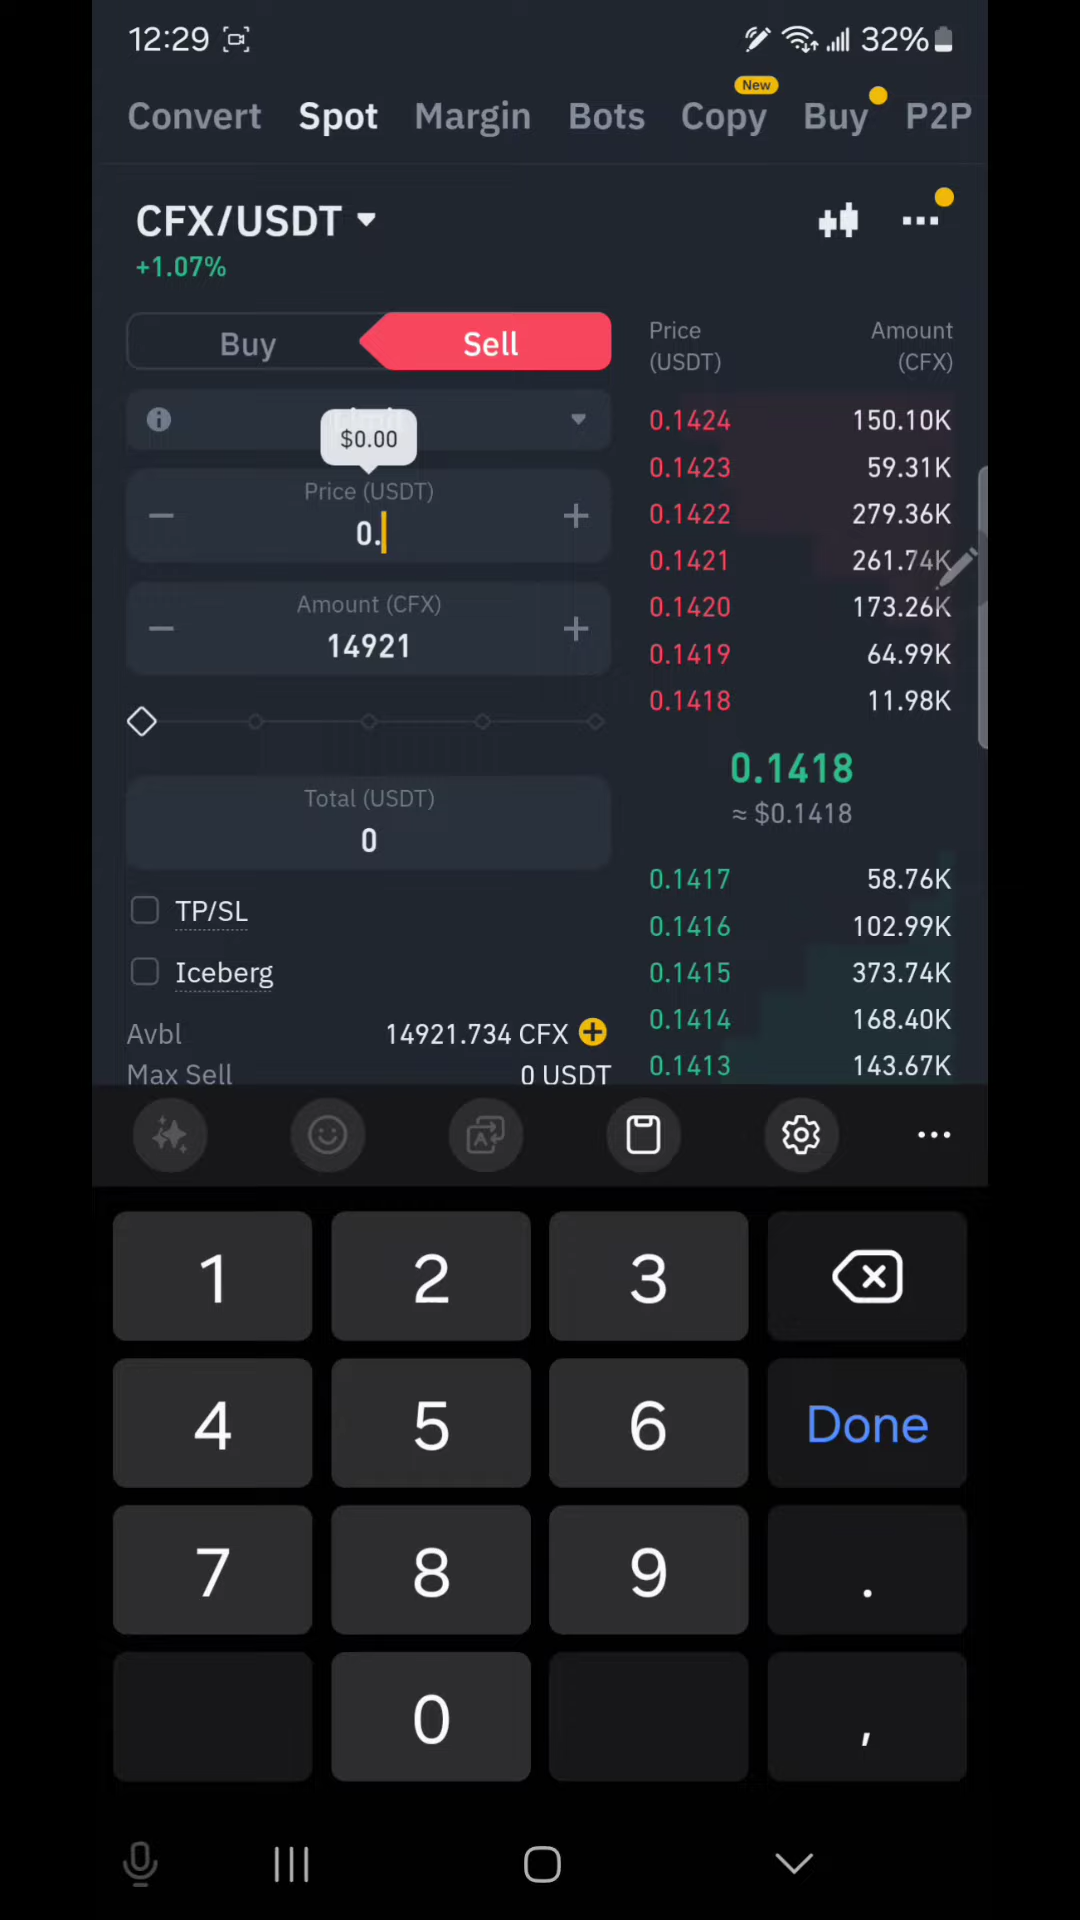 12:29 32%
Convert Spot Margin Bots Copy New Buy P2P
CFX/USDT
+1.07%
Buy Sell
$0.00
Price (USDT)
0.
Amount (CFX)
14921
Total (USDT)
0
TP/SL
Iceberg
Avbl 14921.734 CFX
Max Sell 0 USDT
Price (USDT) Amount (CFX)
0.1424 150.10K
0.1423 59.31K
0.1422 279.36K
0.1421 261.74K
0.1420 173.26K
0.1419 64.99K
0.1418 11.98K
0.1418
≈ $0.1418
0.1417 58.76K
0.1416 102.99K
0.1415 373.74K
0.1414 168.40K
0.1413 143.67K
1 2 3
4 5 6 Done
7 8 9 .
0 ,